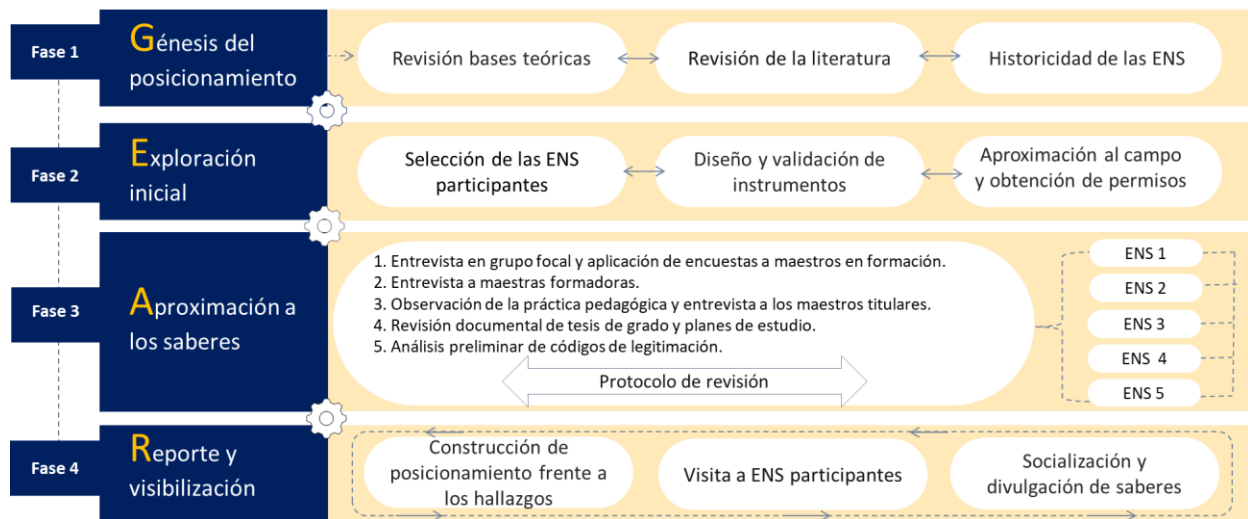 Fase 1
Génesis del
posicionamiento
Revisión bases teóricas
Revisión de la literatura
Historicidad de las ENS
Fase 2
Exploración
inicial
Selección de las ENS
participantes
Diseño y validación de
instrumentos
Aproximación al campo
y obtención de permisos
Fase 3
Aproximación a
los saberes
1. Entrevista en grupo focal y aplicación de encuestas a maestros en formación.
2. Entrevista a maestras formadoras.
3. Observación de la práctica pedagógica y entrevista a los maestros titulares.
4. Revisión documental de tesis de grado y planes de estudio.
5. Análisis preliminar de códigos de legitimación.
Protocolo de revisión
ENS 1
ENS 2
ENS 3
ENS 4
ENS 5
Fase 4
Reporte y
visibilización
Construcción de
posicionamiento frente a
los hallazgos
Visita a ENS participantes
Socialización y
divulgación de saberes